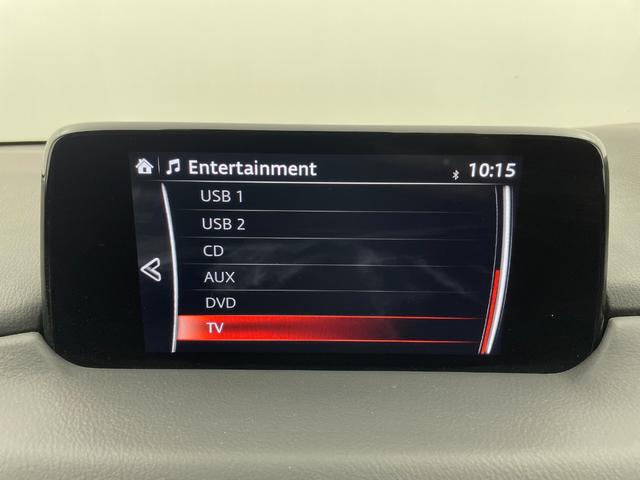 Entertainment 10:15
USB 1
USB 2
CD
AUX
DVD
TV